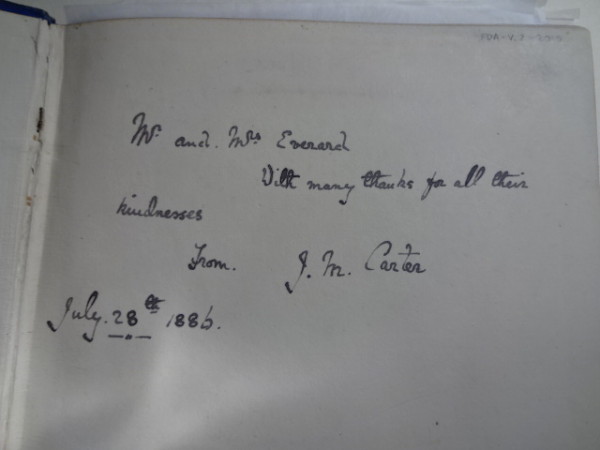 Mr. and. Mrs Everard
With many thanks for all their
kindnesses
From. J. M. Carter
July. 28th 1886.